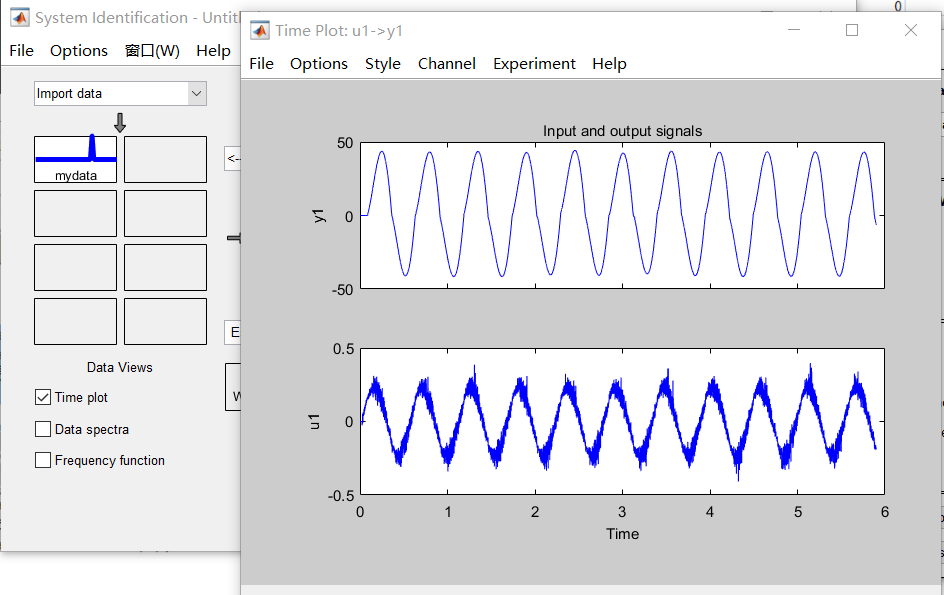 System Identification - Untitl
File Options 窗口(W) Help
Import data
mydata
<--
Data Views
Time plot
Data spectra
Frequency function
Time Plot: u1->y1
File Options Style Channel Experiment Help
Input and output signals
50
0
-50
y1
0.5
0
-0.5
u1
0 1 2 3 4 5 6
Time
0